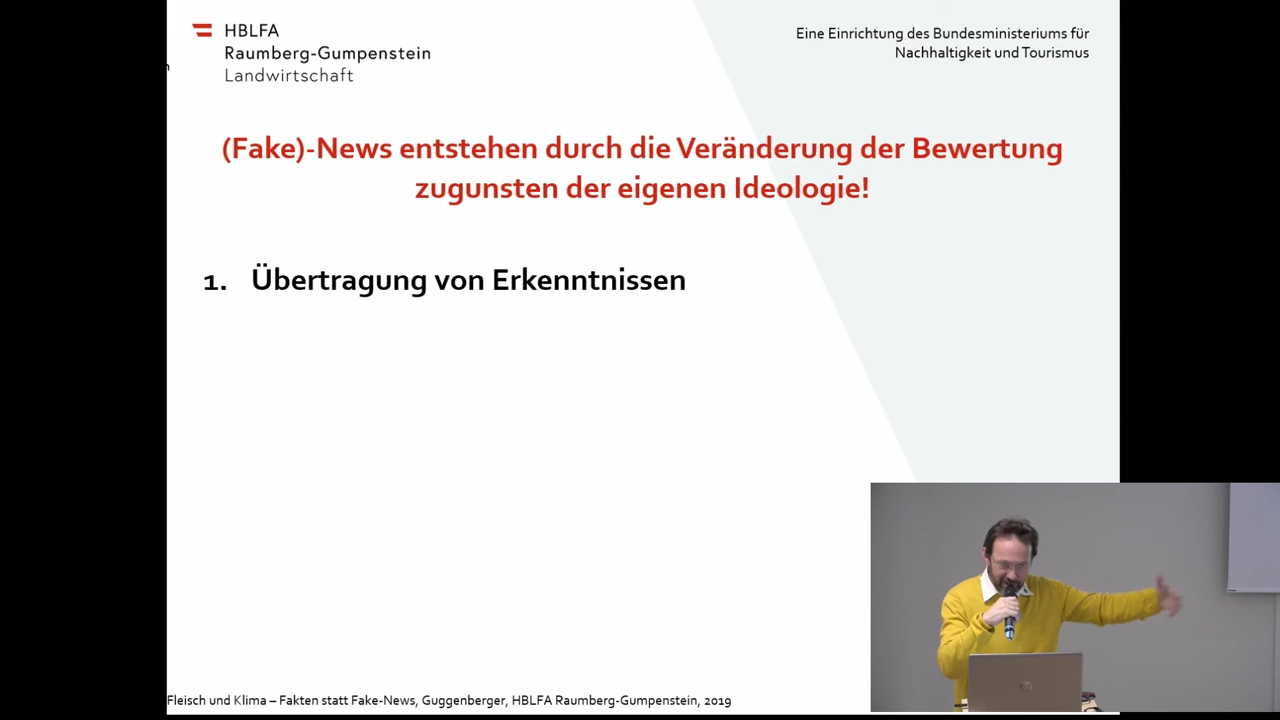 HBLFA
Raumberg-Gumpenstein
Landwirtschaft
Eine Einrichtung des Bundesministeriums für
Nachhaltigkeit und Tourismus
(Fake)-News entstehen durch die Veränderung der Bewertung
zugunsten der eigenen Ideologie!
1. Übertragung von Erkenntnissen
Fleisch und Klima – Fakten statt Fake-News, Guggenberger, HBLFA Raumberg-Gumpenstein, 2019